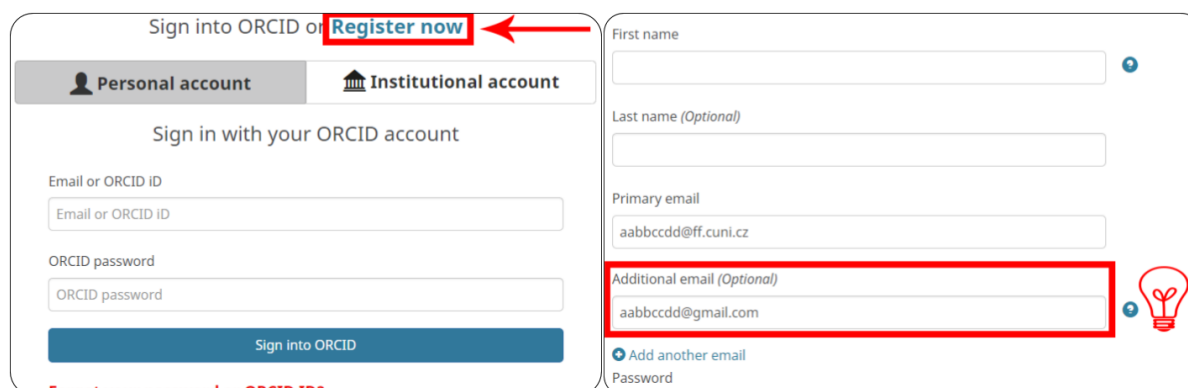 Sign into ORCID or Register now
Personal account
Institutional account
Sign in with your ORCID account
Email or ORCID iD
Email or ORCID iD
ORCID password
ORCID password
Sign into ORCID
First name
Last name (Optional)
Primary email
aabbccdd@ff.cuni.cz
Additional email (Optional)
aabbccdd@gmail.com
Add another email
Password